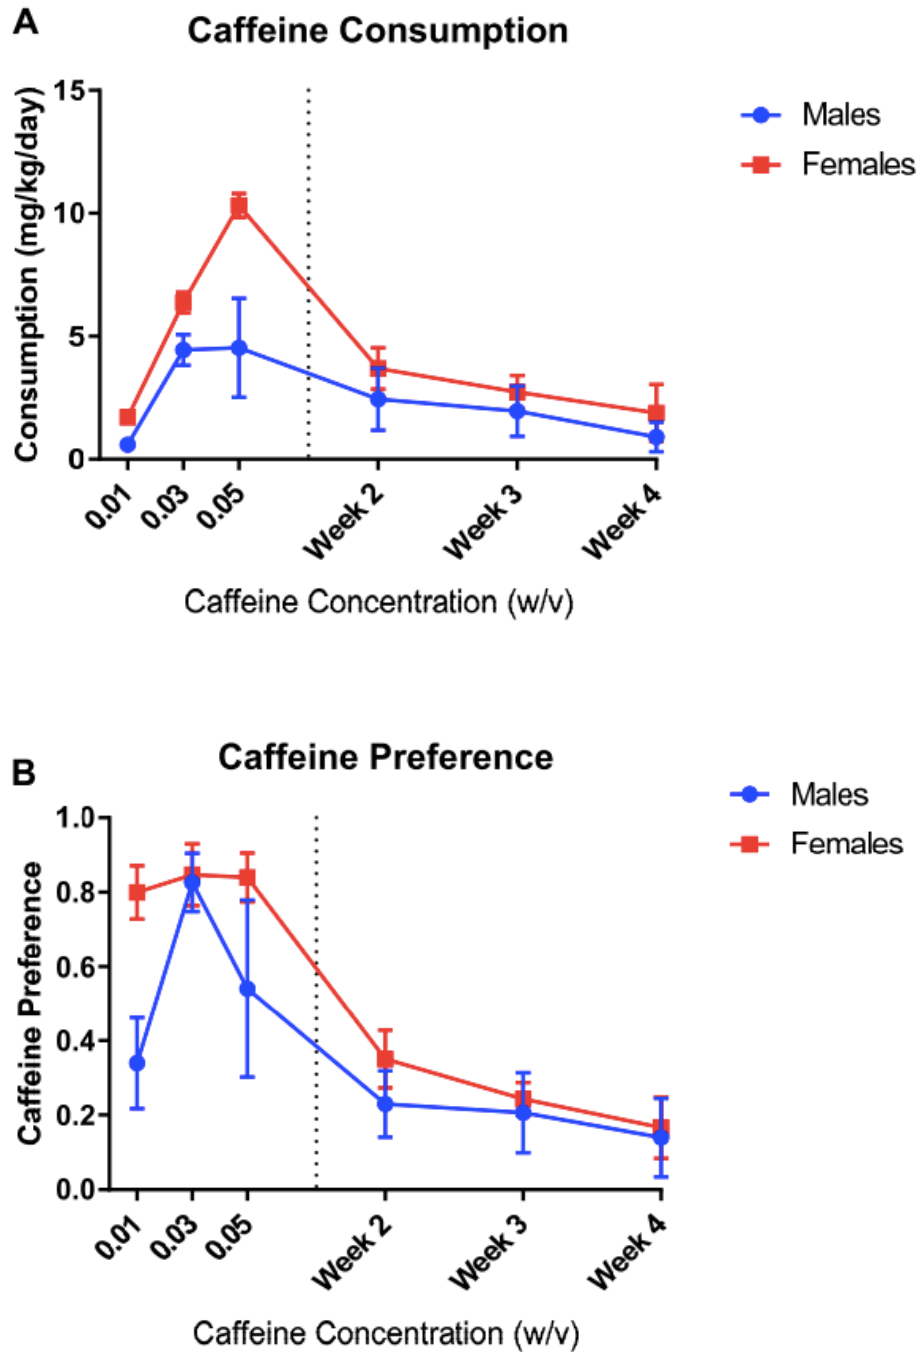 A
Caffeine Consumption
Consumption (mg/kg/day)
15
10
5
0
0.01
0.03
0.05
Week 2
Week 3
Week 4
Caffeine Concentration (w/v)
Males
Females
B
Caffeine Preference
Caffeine Preference
1.0
0.8
0.6
0.4
0.2
0.0
0.01
0.03
0.05
Week 2
Week 3
Week 4
Caffeine Concentration (w/v)
Males
Females